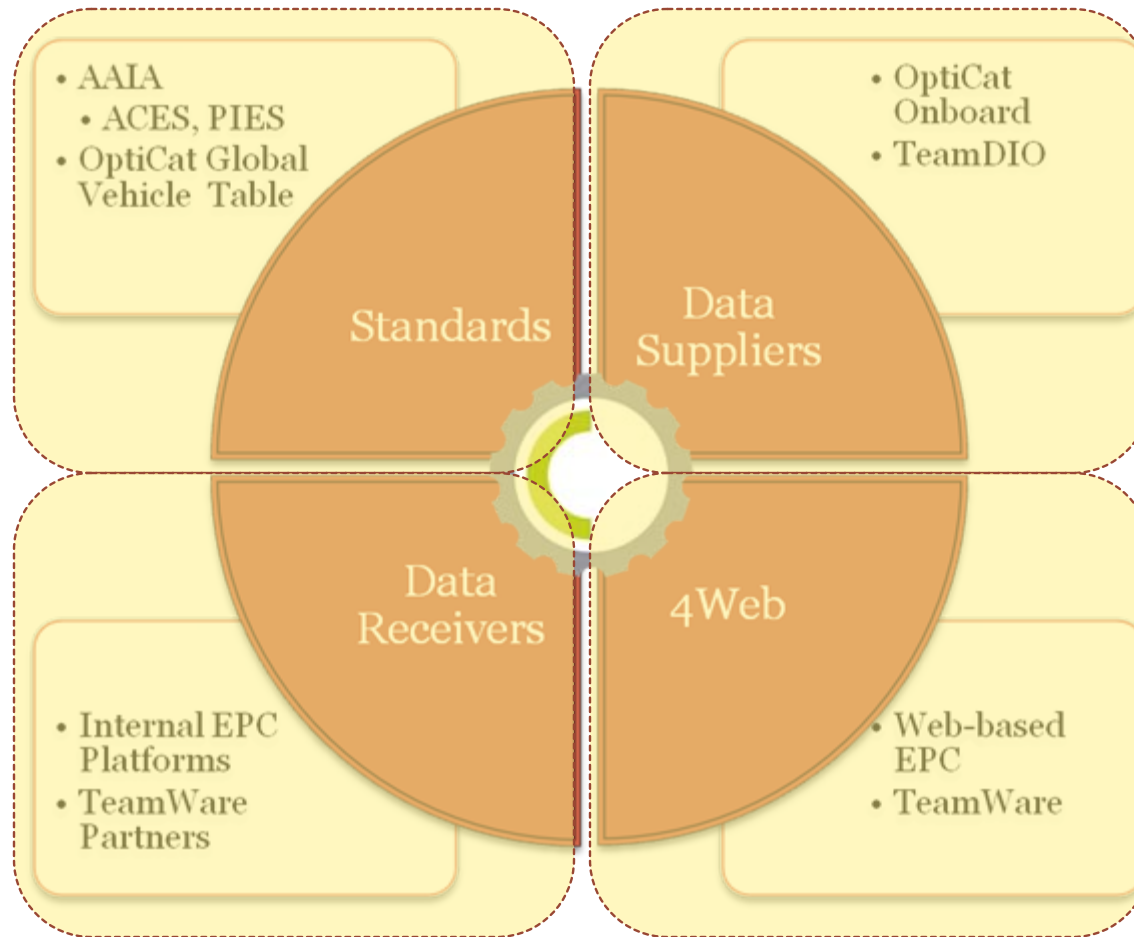 • AAIA
• ACES, PIES
• OptiCat Global
Vehicle Table
Standards
• OptiCat
Onboard
• TeamDIO
Data
Suppliers
Data
Receivers
• Internal EPC
Platforms
• TeamWare
Partners
4Web
• Web-based
EPC
• TeamWare